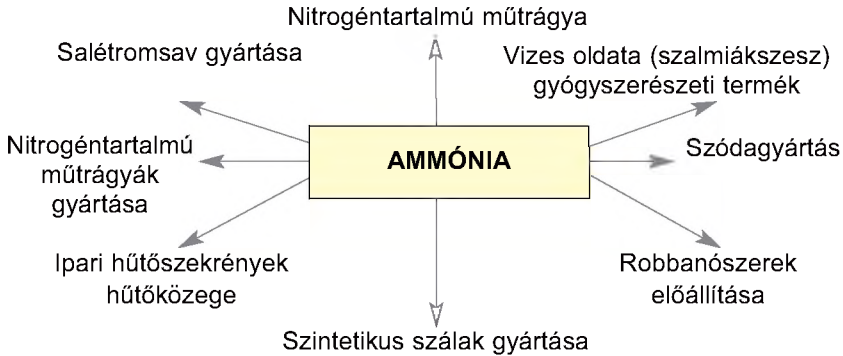 Nitrogéntartalmú műtrágya
Salétromsav gyártása
Vizes oldata (szalmiákszesz)
gyógyszerészeti termék
Nitrogéntartalmú
műtrágyák
gyártása
AMMÓNIA
Szódagyártás
Ipari hűtőszekrények
hűtőközege
Robbanószerek
előállítása
Szintetikus szálak gyártása